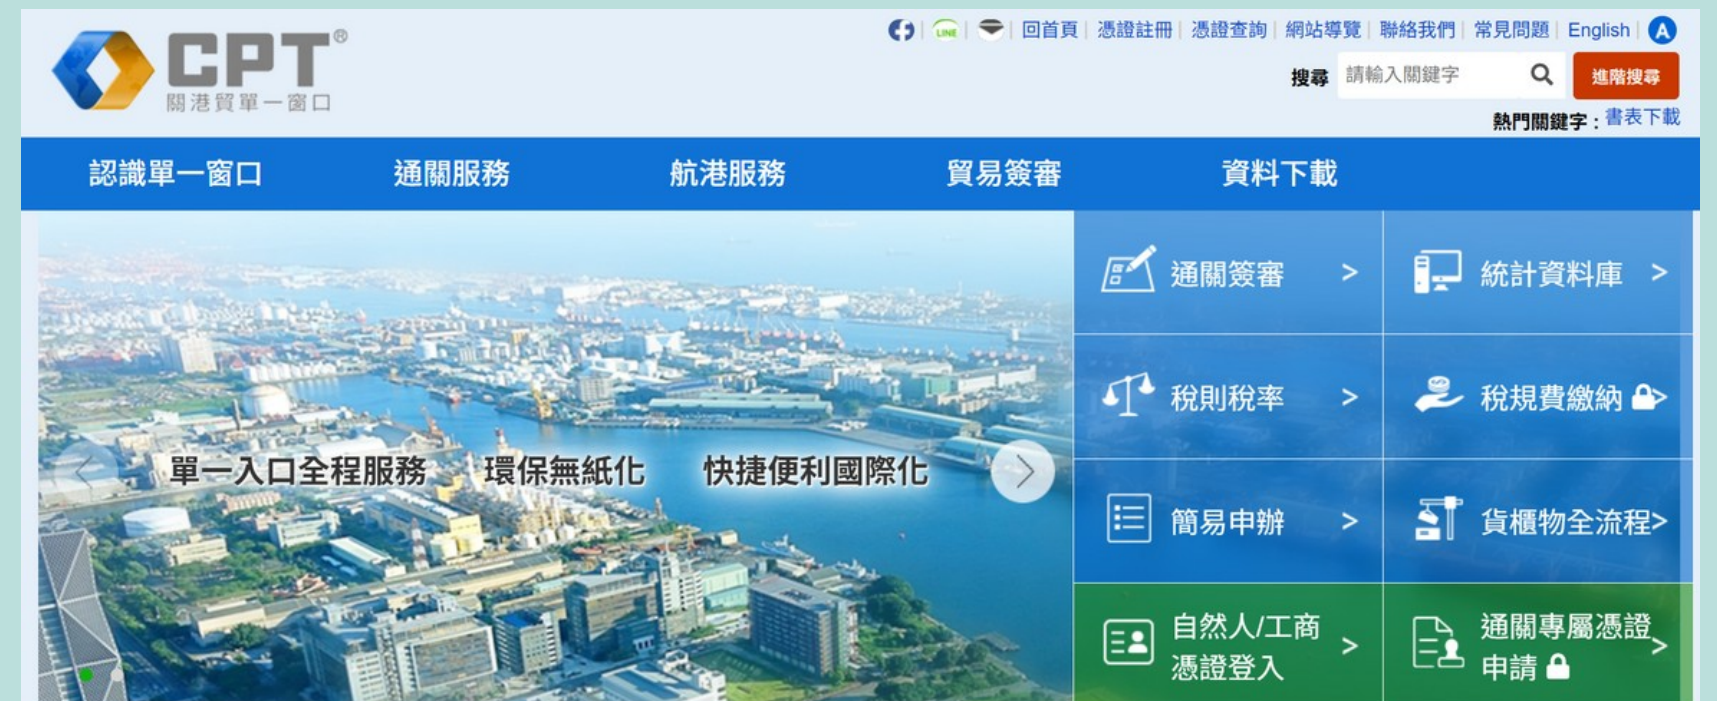 CPT®
關港貿單一窗口
LINE
回首頁 | 憑證註冊 | 憑證查詢 | 網站導覽 | 聯絡我們 | 常見問題 | English | A
搜尋 請輸入關鍵字 進階搜尋
熱門關鍵字：書表下載
認識單一窗口 通關服務 航港服務 貿易簽審 資料下載
單一入口全程服務 環保無紙化 快捷便利國際化
通關簽審 >
統計資料庫 >
稅則稅率 >
稅規費繳納 >
簡易申辦 >
貨櫃物全流程>
自然人/工商
憑證登入 >
通關專屬憑證
申請 >